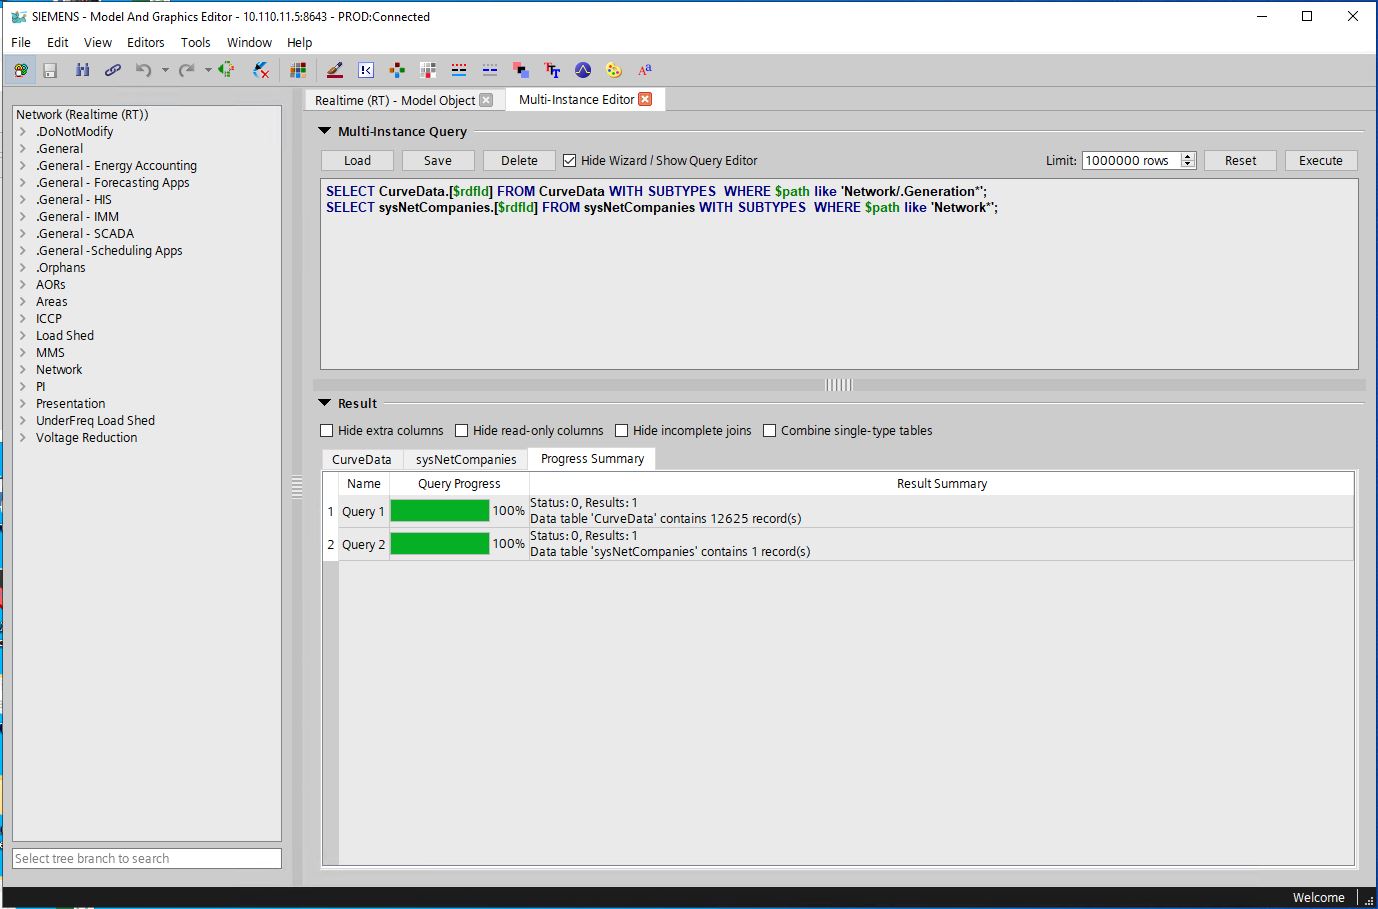 SIEMENS - Model And Graphics Editor - 10.110.11.5:8643 - PROD:Connected
File Edit View Editors Tools Window Help
Network (Realtime (RT))
.DoNotModify
.General
.General - Energy Accounting
.General - Forecasting Apps
.General - HIS
.General - IMM
.General - SCADA
.General -Scheduling Apps
.Orphans
AORs
Areas
ICCP
Load Shed
MMS
Network
PI
Presentation
UnderFreq Load Shed
Voltage Reduction
Select tree branch to search
Realtime (RT) - Model Object Multi-Instance Editor
Multi-Instance Query
Load Save Delete Hide Wizard / Show Query Editor Limit: 1000000 rows Reset Execute
SELECT CurveData.[$rdfId] FROM CurveData WITH SUBTYPES WHERE $path like 'Network/.Generation*';
SELECT sysNetCompanies.[$rdfId] FROM sysNetCompanies WITH SUBTYPES WHERE $path like 'Network*';
Result
Hide extra columns Hide read-only columns Hide incomplete joins Combine single-type tables
CurveData sysNetCompanies Progress Summary
Name Query Progress Result Summary
1 Query 1 100% Status: 0, Results: 1
Data table 'CurveData' contains 12625 record(s)
2 Query 2 100% Status: 0, Results: 1
Data table 'sysNetCompanies' contains 1 record(s)
Welcome